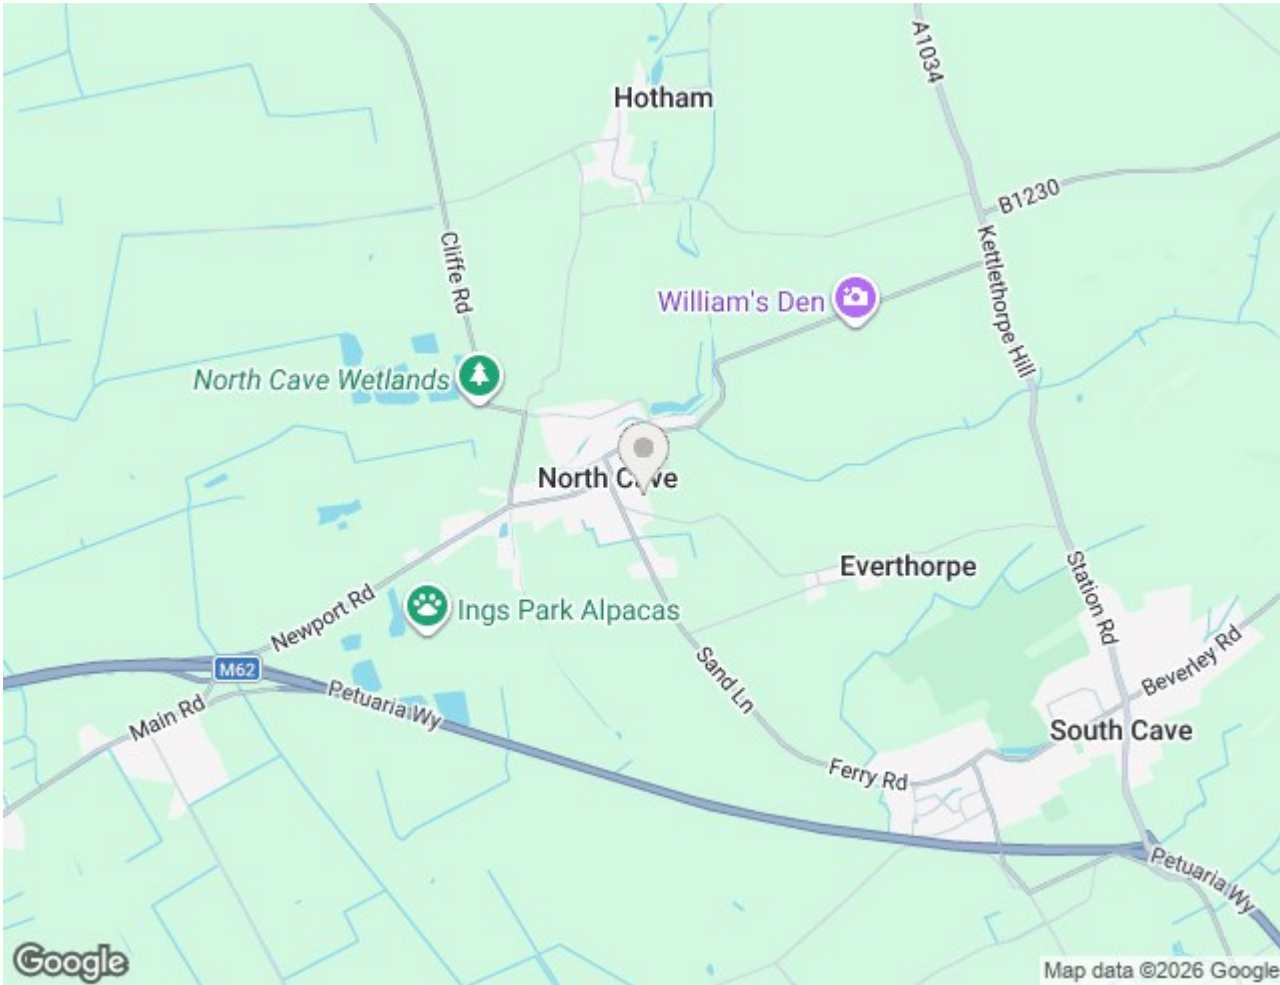 A1034
Hotham
B1230
Cliffe Rd
Kettlethorpe Hill
William's Den
North Cave Wetlands
North C ve
Everthorpe
Station Rd
Newport Rd
Ings Park Alpacas
Beverley Rd
M62
Sand Ln
Petuaria Wy
Main Rd
South Cave
Ferry Rd
Petuaria Wy
Google
Map data ©2026 Google